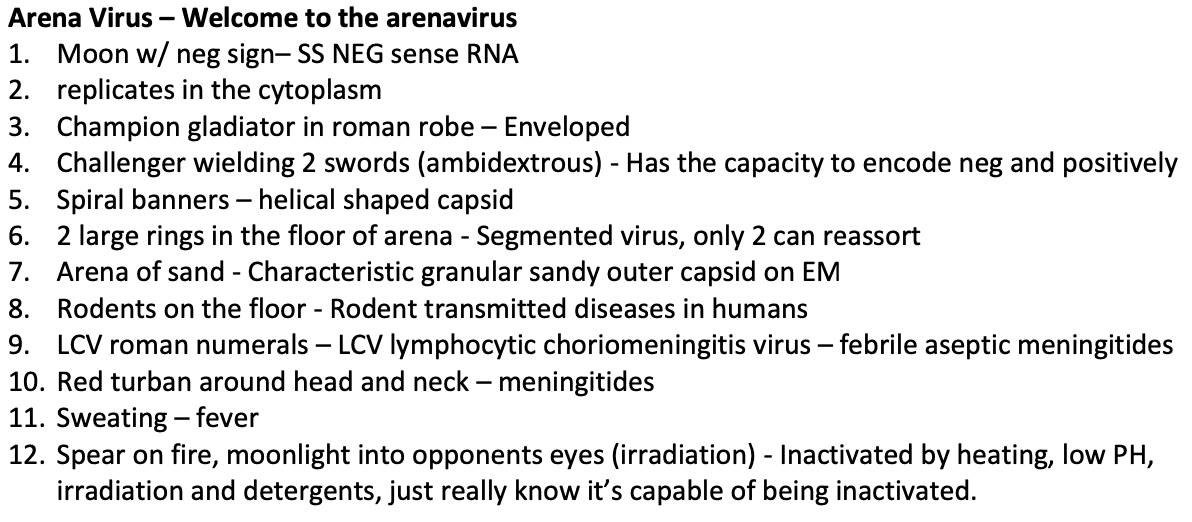 Arena Virus – Welcome to the arenavirus
1. Moon w/ neg sign– SS NEG sense RNA
2. replicates in the cytoplasm
3. Champion gladiator in roman robe – Enveloped
4. Challenger wielding 2 swords (ambidextrous) - Has the capacity to encode neg and positively
5. Spiral banners – helical shaped capsid
6. 2 large rings in the floor of arena - Segmented virus, only 2 can reassort
7. Arena of sand - Characteristic granular sandy outer capsid on EM
8. Rodents on the floor - Rodent transmitted diseases in humans
9. LCV roman numerals – LCV lymphocytic choriomeningitis virus – febrile aseptic meningitides
10. Red turban around head and neck – meningitides
11. Sweating – fever
12. Spear on fire, moonlight into opponents eyes (irradiation) - Inactivated by heating, low PH,
irradiation and detergents, just really know it’s capable of being inactivated.